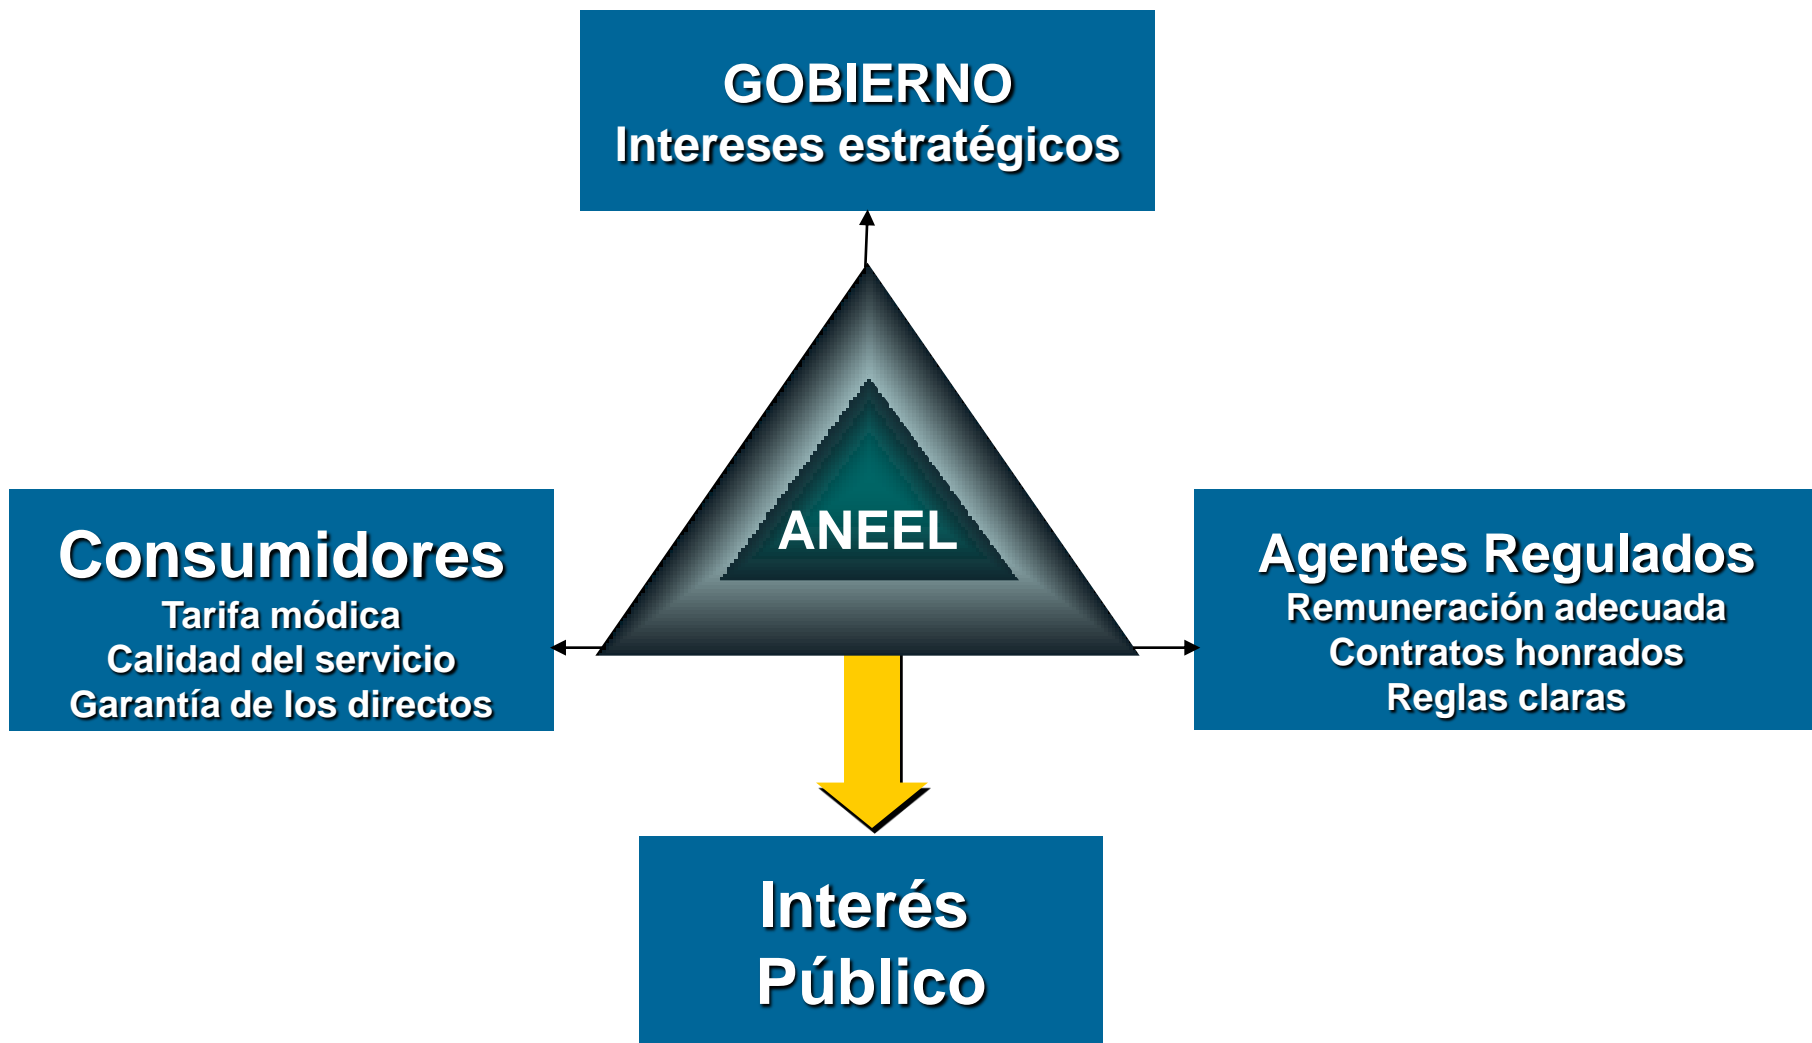 GOBIERNO
Intereses estratégicos
ANEEL
Consumidores
Tarifa módica
Calidad del servicio
Garantía de los directos
Agentes Regulados
Remuneración adecuada
Contratos honrados
Reglas claras
Interés
Público